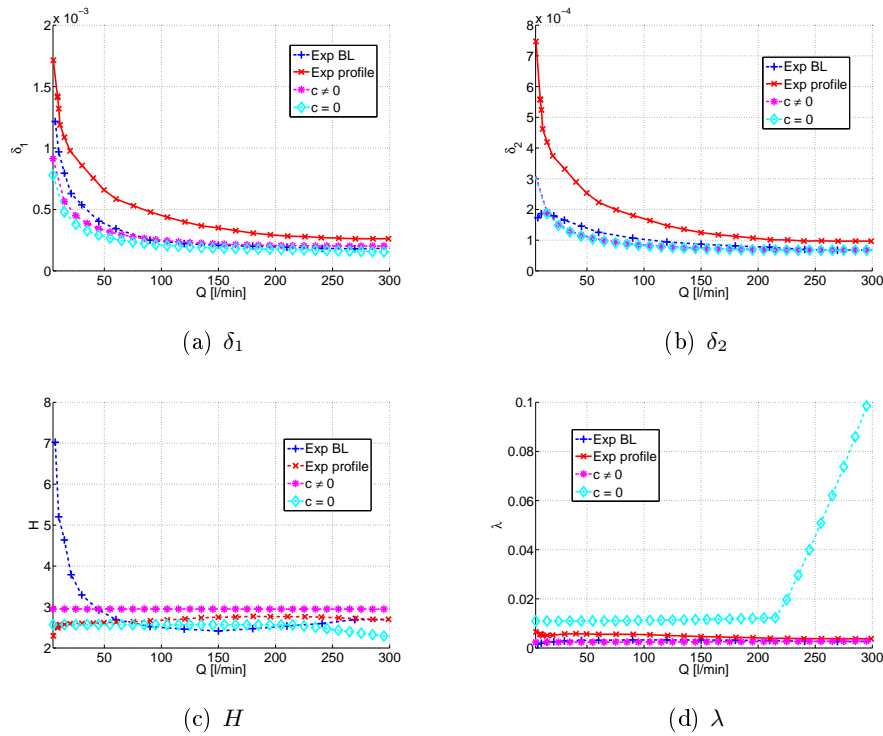 x 10⁻³
2
1.5
1
0.5
0
δ₁
50 100 150 200 250 300
Q [l/min]
Exp BL
Exp profile
c ≠ 0
c = 0
(a) δ₁
x 10⁻⁴
8
7
6
5
4
3
2
1
0
δ₂
50 100 150 200 250 300
Q [l/min]
Exp BL
Exp profile
c ≠ 0
c = 0
(b) δ₂
8
7
6
5
4
3
2
H
50 100 150 200 250 300
Q [l/min]
Exp BL
Exp profile
c ≠ 0
c = 0
(c) H
0.1
0.08
0.06
0.04
0.02
0
λ
50 100 150 200 250 300
Q [l/min]
Exp BL
Exp profile
c ≠ 0
c = 0
(d) λ